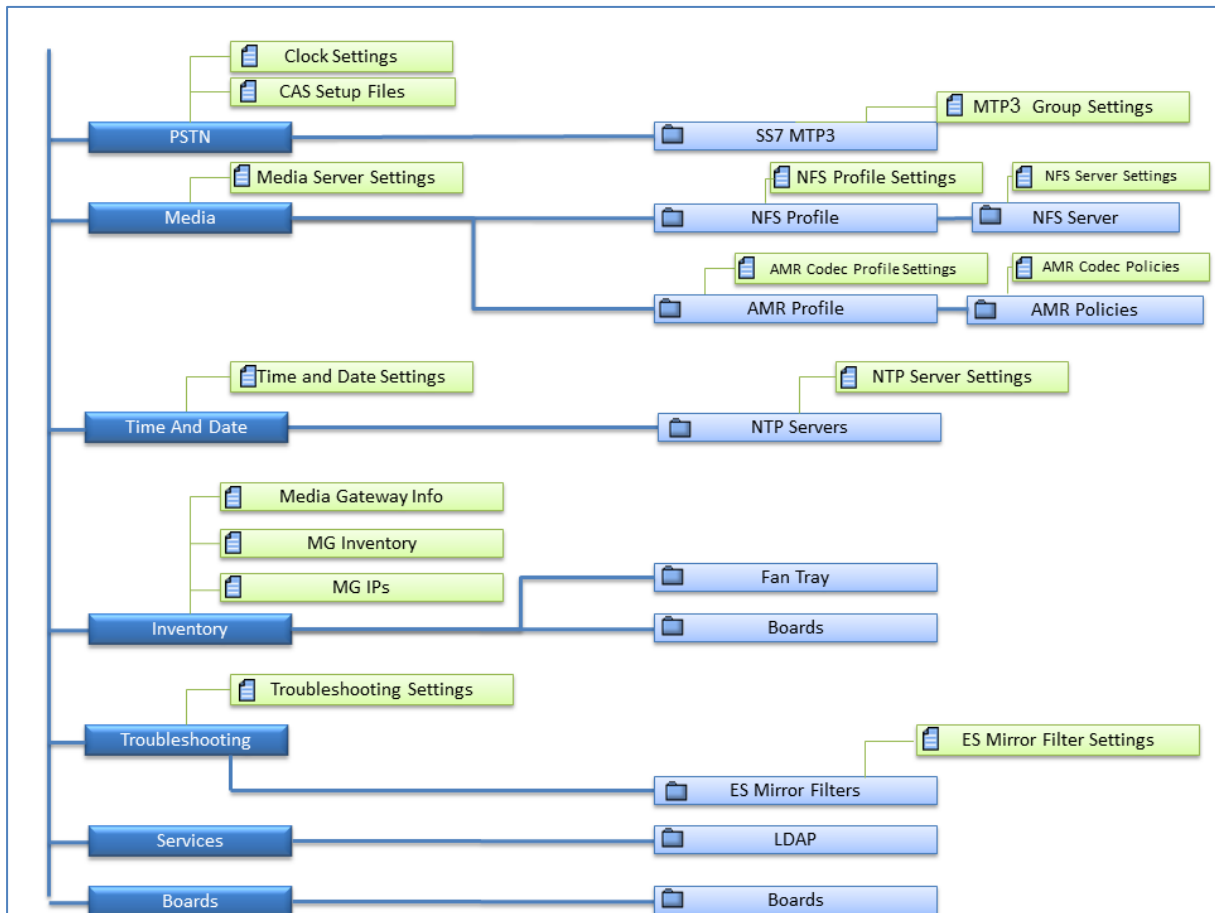 Clock Settings
CAS Setup Files
MTP3 Group Settings
PSTN
SS7 MTP3
Media Server Settings
NFS Profile Settings
NFS Server Settings
Media
NFS Profile
NFS Server
AMR Codec Profile Settings
AMR Codec Policies
AMR Profile
AMR Policies
Time and Date Settings
NTP Server Settings
Time And Date
NTP Servers
Media Gateway Info
MG Inventory
Fan Tray
MG IPs
Inventory
Boards
Troubleshooting Settings
Troubleshooting
ES Mirror Filter Settings
ES Mirror Filters
Services
LDAP
Boards
Boards